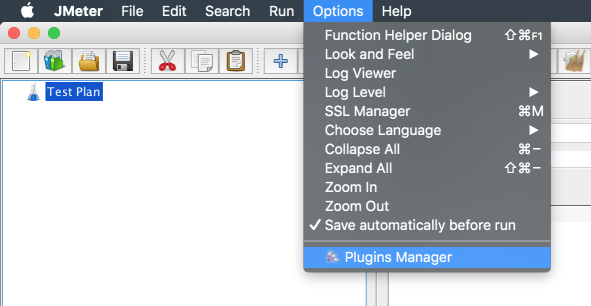 JMeter File Edit Search Run Options Help
Function Helper Dialog ⇧⌘F1
Look and Feel ▶
Log Viewer
Log Level ▶
SSL Manager ⌘M
Choose Language ▶
Collapse All ⌘−
Expand All ⇧⌘−
Zoom In
Zoom Out
✓ Save automatically before run
Plugins Manager
Test Plan